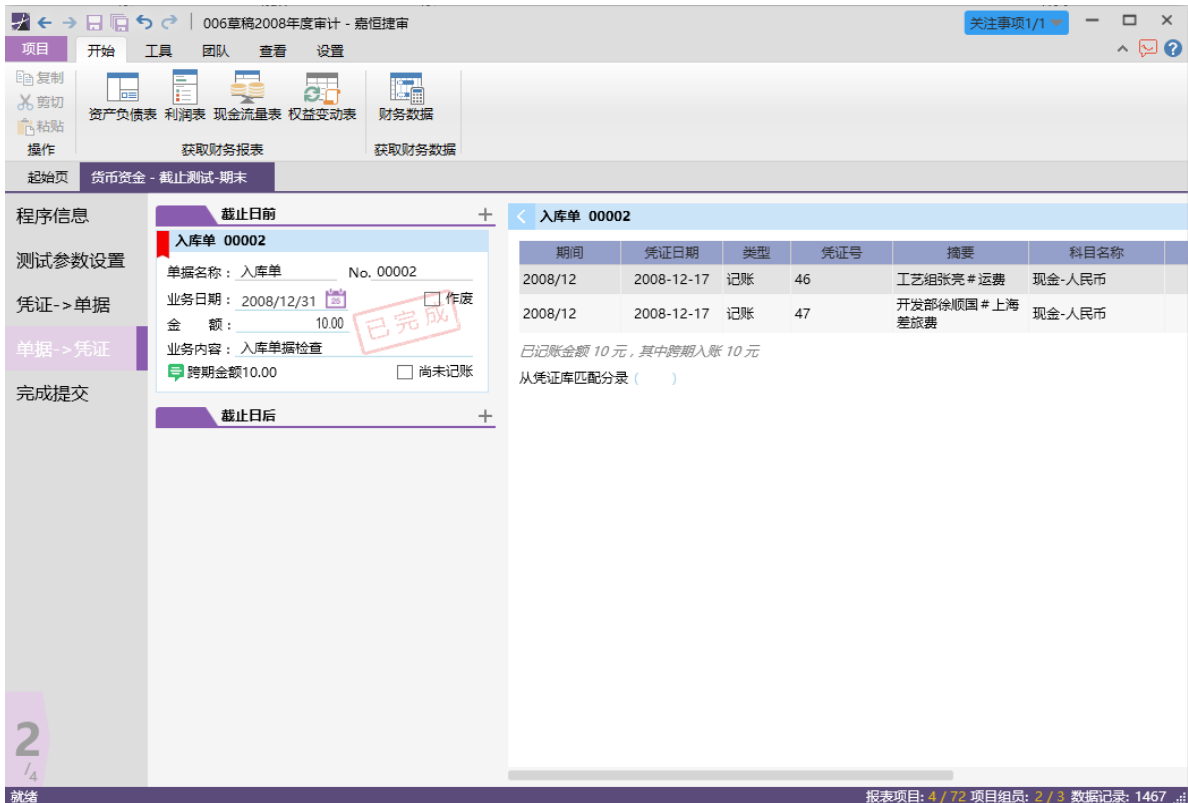 006草稿2008年度审计 - 嘉恒捷审
关注事项1/1
项目 开始 工具 团队 查看 设置
复制
剪切
粘贴
资产负债表 利润表 现金流量表 权益变动表 财务数据
操作 获取财务报表 获取财务数据
起始页 货币资金 - 截止测试-期末
程序信息
测试参数设置
凭证->单据
单据->凭证
完成提交
截止日前
入库单 00002
单据名称： 入库单 No. 00002
业务日期： 2008/12/31 25 作废
金 额： 10.00
已完成
业务内容： 入库单据检查
跨期金额10.00 尚未记账
截止日后
入库单 00002
期间 凭证日期 类型 凭证号 摘要 科目名称
2008/12 2008-12-17 记账 46 工艺组张亮＃运费 现金-人民币
2008/12 2008-12-17 记账 47 开发部徐顺国＃上海差旅费 现金-人民币
已记账金额 10 元，其中跨期入账 10 元
从凭证库匹配分录 （ ）
2
/4
就绪
报表项目: 4 / 72 项目组员: 2 / 3 数据记录: 1467